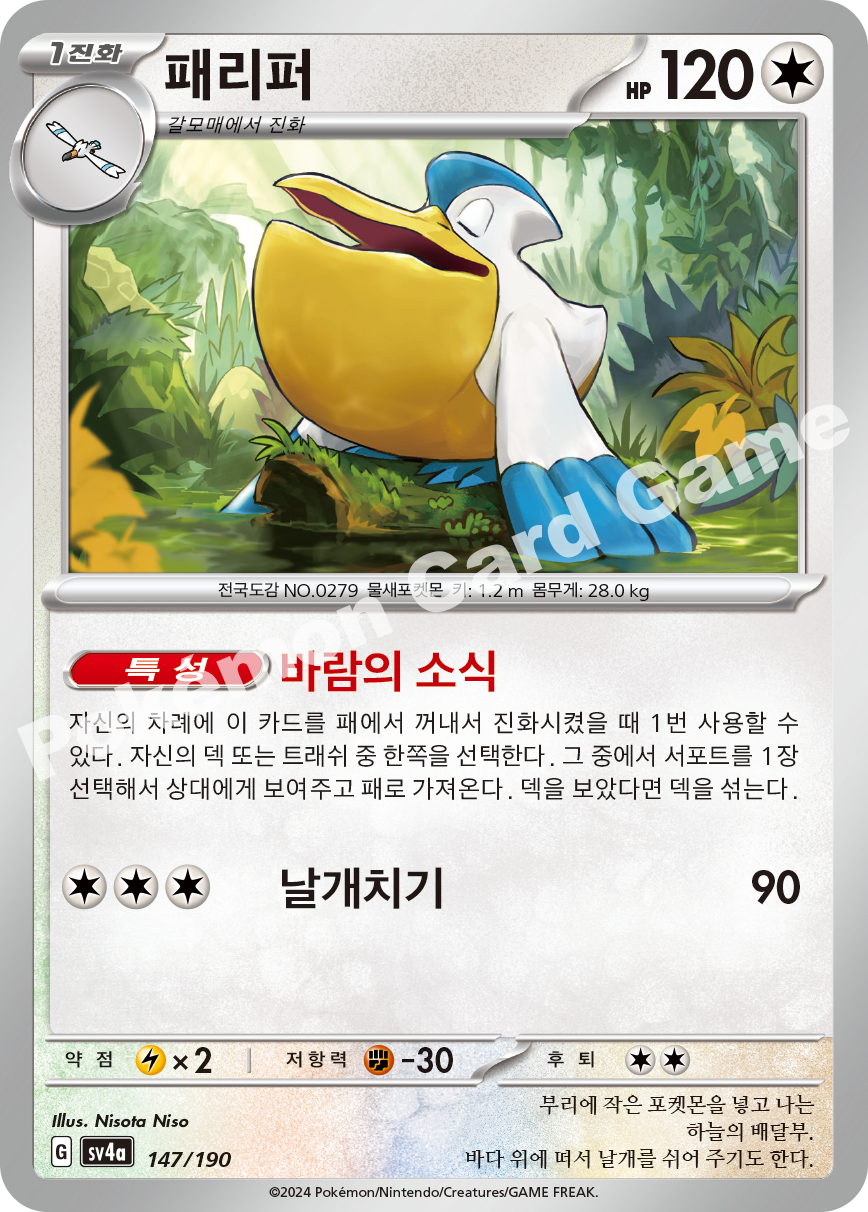 1진화
패리퍼
HP 120
갈모매에서 진화
전국도감 NO.0279 물새포켓몬 키: 1.2 m 몸무게: 28.0 kg
특성 바람의 소식
자신의 차례에 이 카드를 패에서 꺼내서 진화시켰을 때 1번 사용할 수
있다. 자신의 덱 또는 트래쉬 중 한쪽을 선택한다. 그 중에서 서포트를 1장
선택해서 상대에게 보여주고 패로 가져온다. 덱을 보았다면 덱을 섞는다.
날개치기 90
약점 ×2 저항력 -30 후퇴
부리에 작은 포켓몬을 넣고 나는
하늘의 배달부.
바다 위에 떠서 날개를 쉬어 주기도 한다.
Illus. Nisota Niso
G sv4a 147/190
©2024 Pokémon/Nintendo/Creatures/GAME FREAK.
Pokémon Card Game